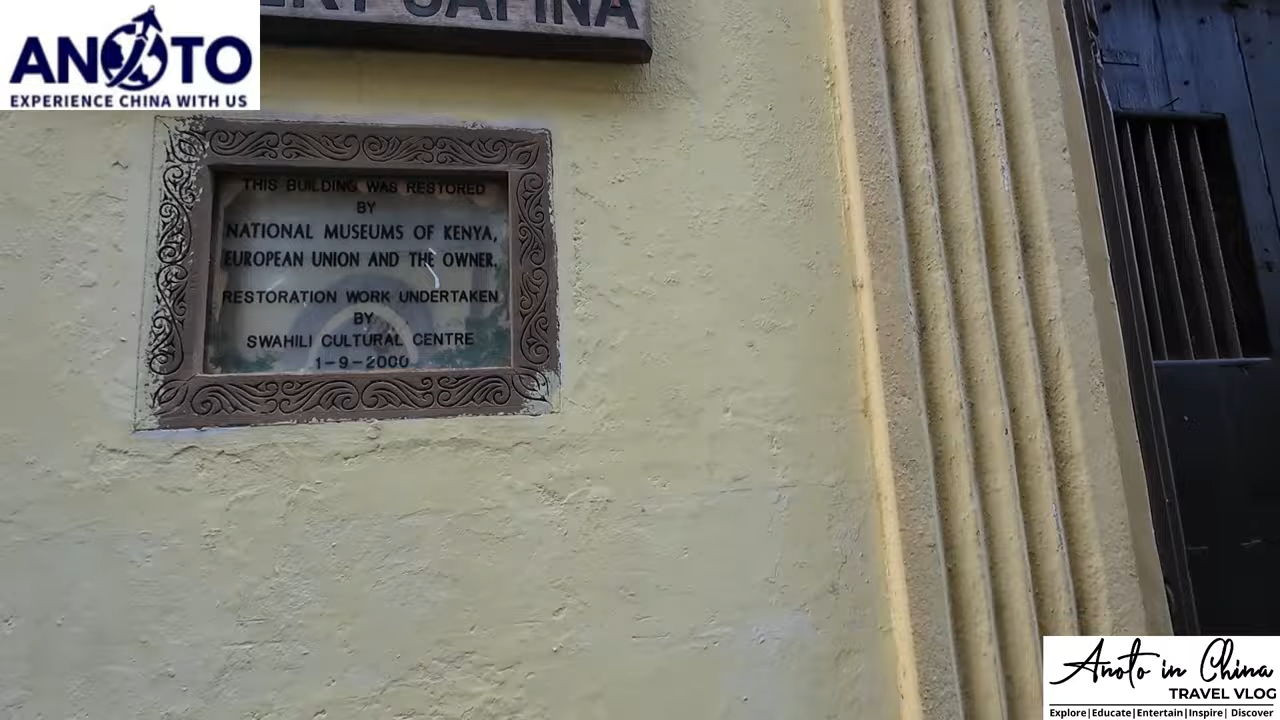 ANOTO
EXPERIENCE CHINA WITH US
SAFINA
THIS BUILDING WAS RESTORED
BY
NATIONAL MUSEUMS OF KENYA,
EUROPEAN UNION AND THE OWNER.
RESTORATION WORK UNDERTAKEN
BY
SWAHILI CULTURAL CENTRE
1-9-2000
Anoto in China
TRAVEL VLOG
Explore|Educate|Entertain|Inspire| Discover